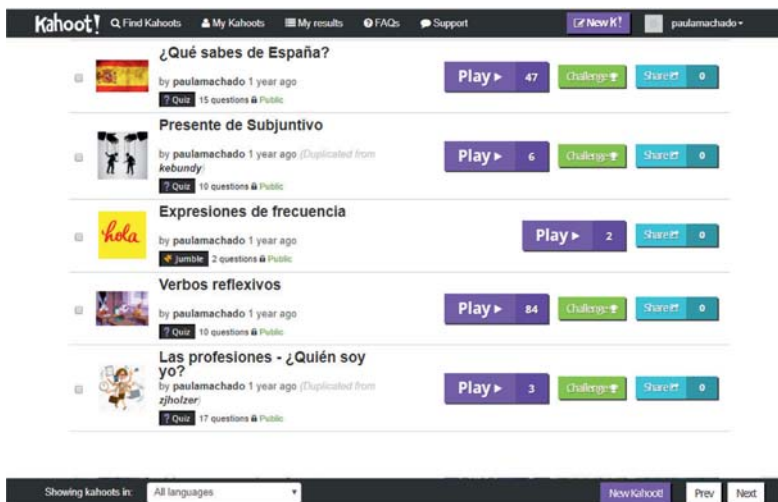 Kahoot! Find Kahoots My Kahoots My results FAQs Support New K! paulamachado
¿Qué sabes de España?
by paulamachado 1 year ago
Quiz 15 questions Public
Play 47 Challenge Share it 0
Presente de Subjuntivo
by paulamachado 1 year ago (Duplicated from
kebundy)
Quiz 10 questions Public
Play 6 Challenge Share it 0
hola
Expresiones de frecuencia
by paulamachado 1 year ago
Jumble 2 questions Public
Play 2 Share it 0
Verbos reflexivos
by paulamachado 1 year ago
Quiz 10 questions Public
Play 84 Challenge Share it 0
Las profesiones - ¿Quién soy
yo?
by paulamachado 1 year ago (Duplicated from
zjholzer)
Quiz 17 questions Public
Play 3 Challenge Share it 0
Showing kahoots in: All languages New Kahoot! Prev Next